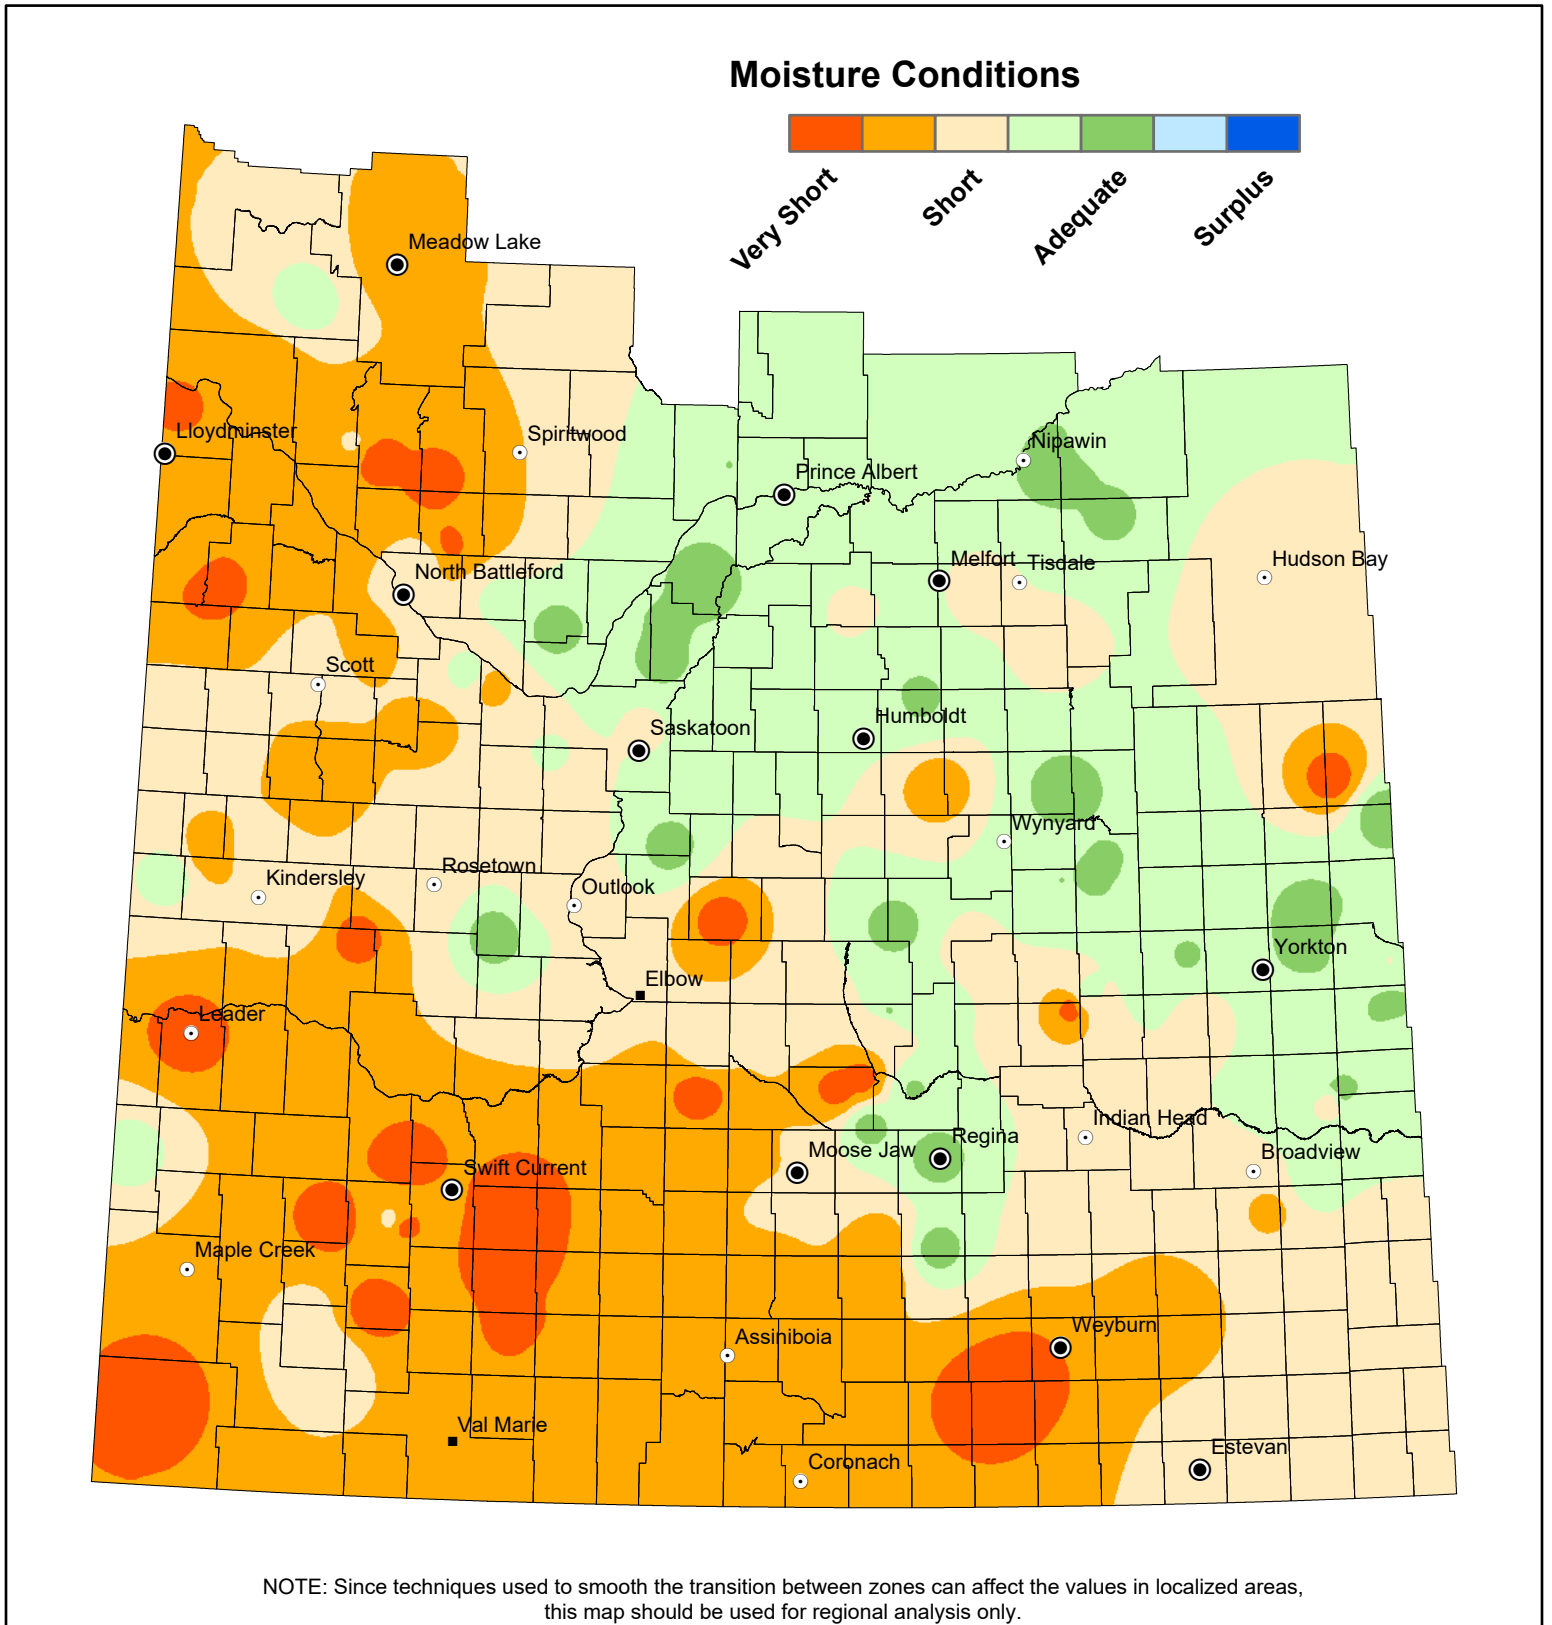 Moisture Conditions
Very Short
Short
Adequate
Surplus
Meadow Lake
Lloydminster
Spiritwood
Nipawin
Prince Albert
North Battleford
Melfort
Tisdale
Hudson Bay
Scott
Saskatoon
Humboldt
Wynyard
Rosetown
Kindersley
Outlook
Yorkton
Elbow
Leader
Indian Head
Regina
Moose Jaw
Broadview
Swift Current
Maple Creek
Weyburn
Assiniboia
Val Marie
Estevan
Coronach
NOTE: Since techniques used to smooth the transition between zones can affect the values in localized areas,
this map should be used for regional analysis only.